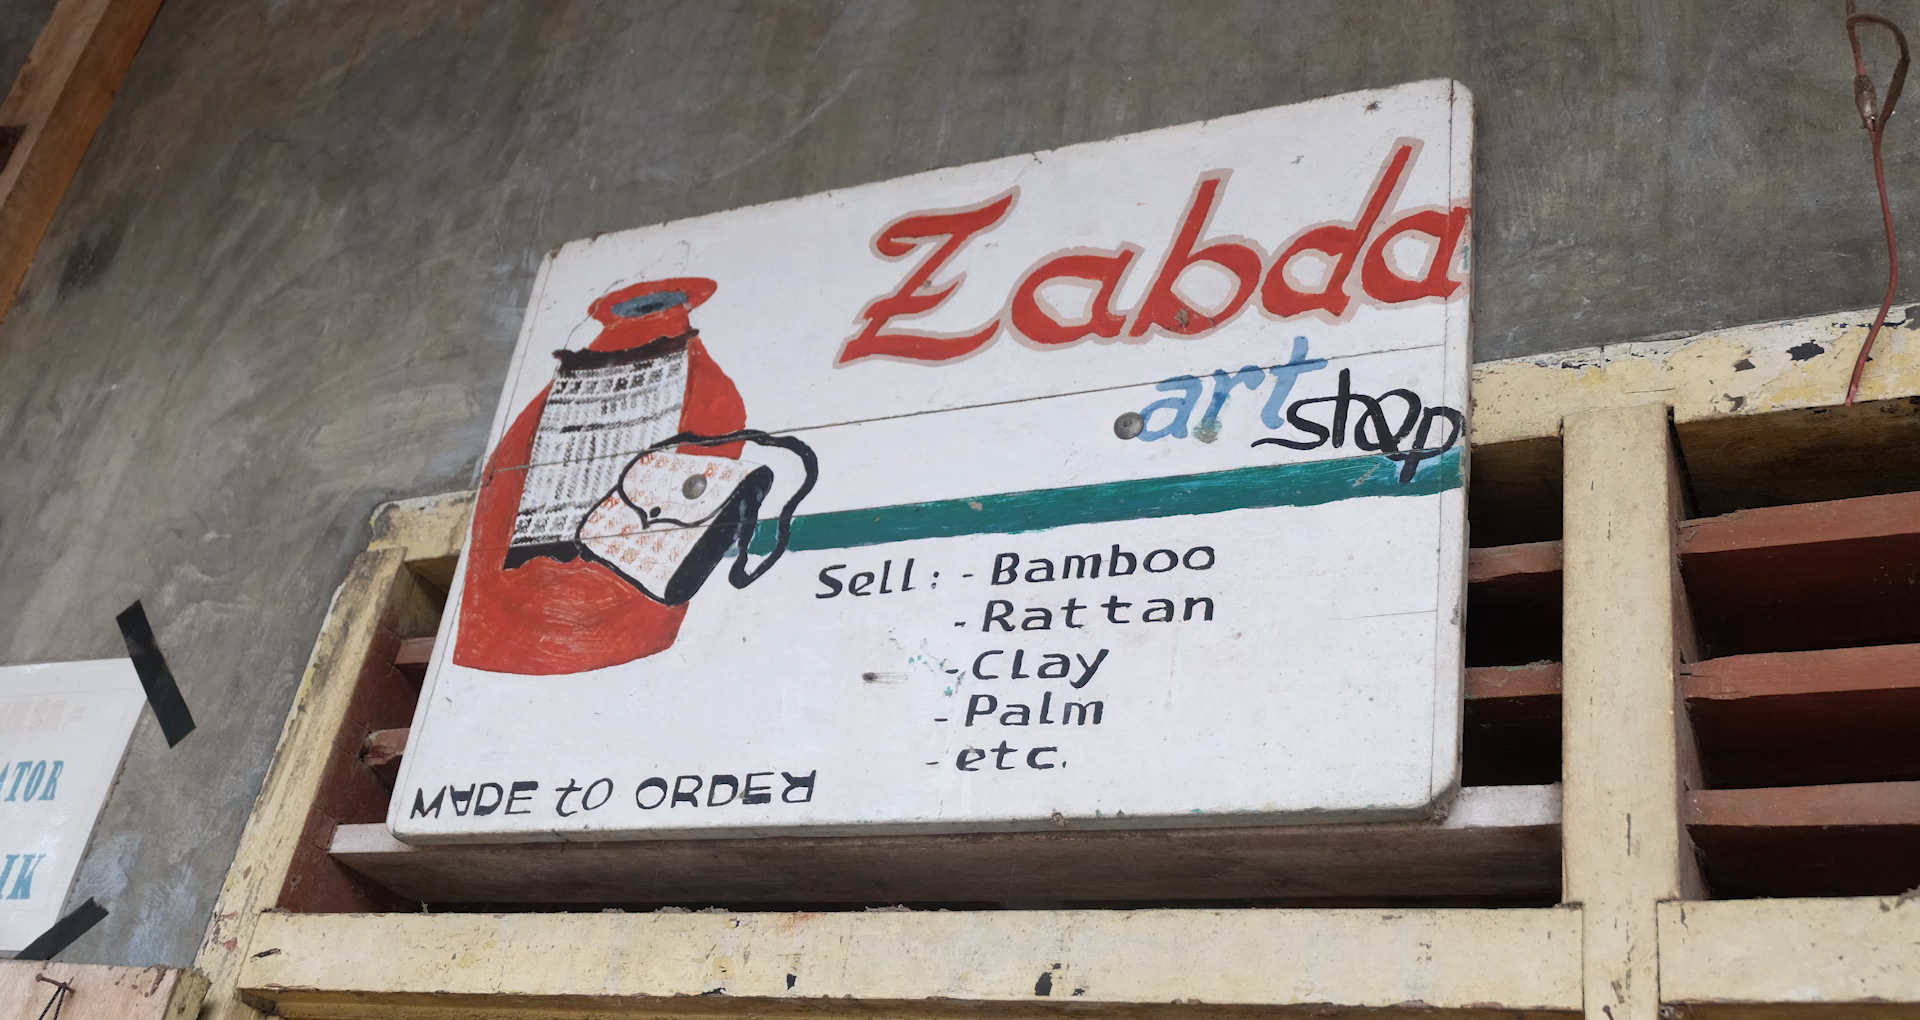 Zabda
art shop
Sell: - Bamboo
- Rattan
- Clay
- Palm
- etc.
MADE to ORDER